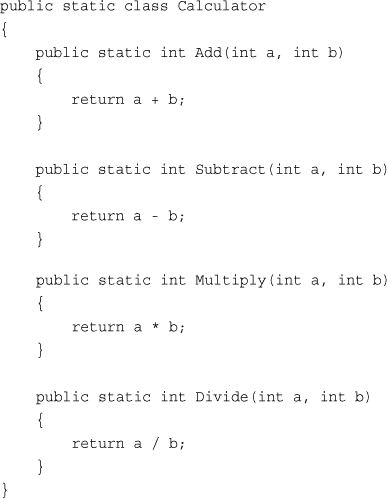 public static class Calculator
{
    public static int Add(int a, int b)
    {
        return a + b;
    }

    public static int Subtract(int a, int b)
    {
        return a - b;
    }

    public static int Multiply(int a, int b)
    {
        return a * b;
    }

    public static int Divide(int a, int b)
    {
        return a / b;
    }
}